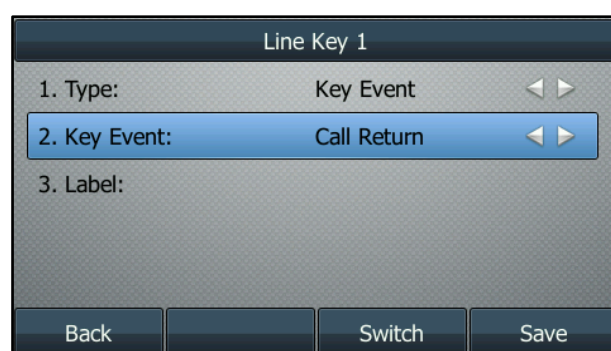 Line Key 1
1. Type: Key Event
2. Key Event: Call Return
3. Label:
Back Switch Save